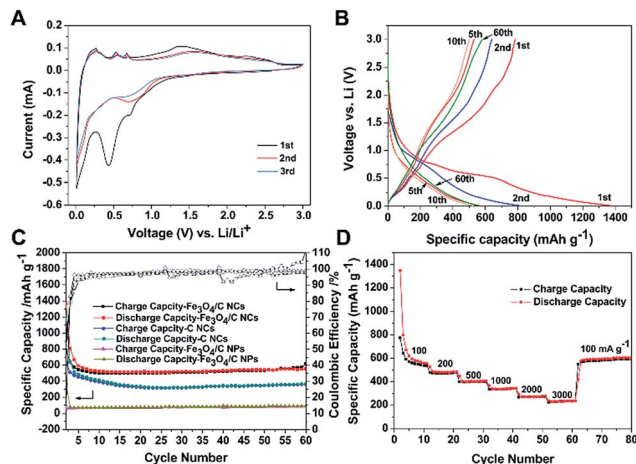 A
0.2
0.1
0.0
-0.1
-0.2
-0.3
-0.4
-0.5
-0.6
Current (mA)
1st
2nd
3rd
0.0 0.5 1.0 1.5 2.0 2.5 3.0
Voltage (V) vs. Li/Li+
B
3.0
2.5
2.0
1.5
1.0
0.5
0.0
Voltage vs. Li (V)
10th 5th 60th 2nd 1st
5th 10th 60th 2nd 1st
0 200 400 600 800 1000 1200 1400
Specific capacity (mAh g-1)
C
2000
1800
1600
1400
1200
1000
800
600
400
200
0
Specific Capacity /mAh g-1
Charge Capcity-Fe3O4/C NCs
Discharge Capcity-Fe3O4/C NCs
Charge Capcity-C NCs
Discharge Capcity-C NCs
Charge Capcity-Fe3O4/C NPs
Discharge Capcity-Fe3O4/C NPs
110
100
90
80
70
60
50
40
30
20
10
0
Coulombic Efficiency /%
5 10 15 20 25 30 35 40 45 50 55 60
Cycle Number
D
1400
1200
1000
800
600
400
200
0
Specific Capacity (mAh g-1)
Charge Capacity
Discharge Capacity
100
200
500
1000
2000
3000
100 mA g-1
0 10 20 30 40 50 60 70 80
Cycle Number